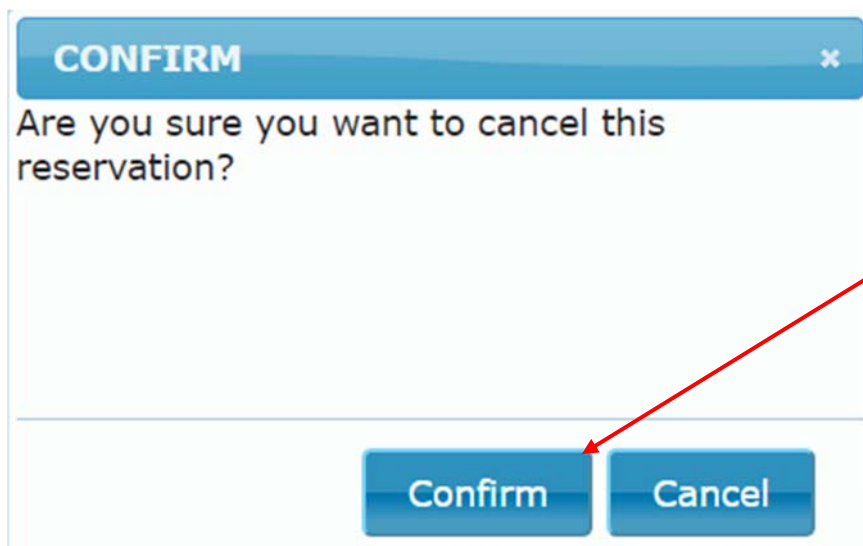 CONFIRM
Are you sure you want to cancel this
reservation?
Confirm
Cancel